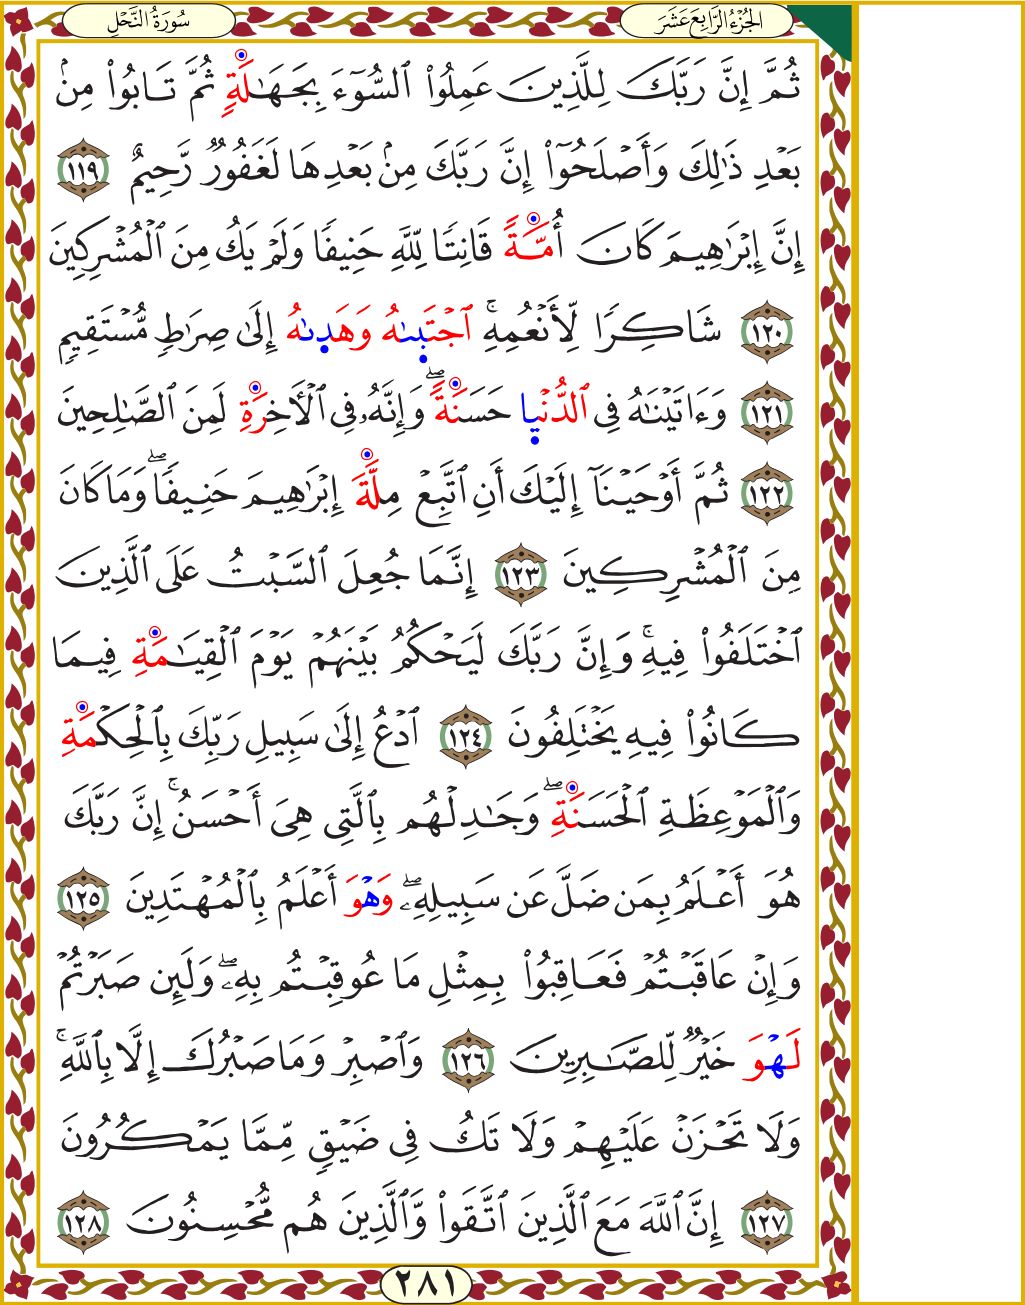 الجُزْءُ الرَّابِعَ عَشَرَ
سُورَةُ النَّحْلِ
ثُمَّ إِنَّ رَبَّكَ لِلَّذِينَ عَمِلُوا۟ ٱلسُّوٓءَ بِجَهَـٰلَةٍۢ ثُمَّ تَابُوا۟ مِنۢ
بَعْدِ ذَٰلِكَ وَأَصْلَحُوٓا۟ إِنَّ رَبَّكَ مِنۢ بَعْدِهَا لَغَفُورٌۭ رَّحِيمٌ ١١٩
إِنَّ إِبْرَٰهِيمَ كَانَ أُمَّةًۭ قَانِتًۭا لِّلَّهِ حَنِيفًۭا وَلَمْ يَكُ مِنَ ٱلْمُشْرِكِينَ
١٢٠ شَاكِرًۭا لِّأَنْعُمِهِ ۚ ٱجْتَبَىٰهُ وَهَدَىٰهُ إِلَىٰ صِرَٰطٍۢ مُّسْتَقِيمٍۢ
١٢١ وَءَاتَيْنَـٰهُ فِى ٱلدُّنْيَا حَسَنَةًۭ ۖ وَإِنَّهُۥ فِى ٱلْـَٔاخِرَةِ لَمِنَ ٱلصَّـٰلِحِينَ
١٢٢ ثُمَّ أَوْحَيْنَآ إِلَيْكَ أَنِ ٱتَّبِعْ مِلَّةَ إِبْرَٰهِيمَ حَنِيفًۭا ۖ وَمَا كَانَ
مِنَ ٱلْمُشْرِكِينَ ١٢٣ إِنَّمَا جُعِلَ ٱلسَّبْتُ عَلَى ٱلَّذِينَ
ٱخْتَلَفُوا۟ فِيهِ ۚ وَإِنَّ رَبَّكَ لَيَحْكُمُ بَيْنَهُمْ يَوْمَ ٱلْقِيَـٰمَةِ فِيمَا
كَانُوا۟ فِيهِ يَخْتَلِفُونَ ١٢٤ ٱدْعُ إِلَىٰ سَبِيلِ رَبِّكَ بِٱلْحِكْمَةِ
وَٱلْمَوْعِظَةِ ٱلْحَسَنَةِ ۖ وَجَـٰدِلْهُم بِٱلَّتِى هِىَ أَحْسَنُ ۚ إِنَّ رَبَّكَ
هُوَ أَعْلَمُ بِمَن ضَلَّ عَن سَبِيلِهِۦ ۖ وَهْوَ أَعْلَمُ بِٱلْمُهْتَدِينَ ١٢٥
وَإِنْ عَاقَبْتُمْ فَعَاقِبُوا۟ بِمِثْلِ مَا عُوقِبْتُم بِهِۦ ۖ وَلَئِن صَبَرْتُمْ
لَهْوَ خَيْرٌۭ لِّلصَّـٰبِرِينَ ١٢٦ وَٱصْبِرْ وَمَا صَبْرُكَ إِلَّا بِٱللَّهِ ۚ
وَلَا تَحْزَنْ عَلَيْهِمْ وَلَا تَكُ فِى ضَيْقٍۢ مِّمَّا يَمْكُرُونَ
١٢٧ إِنَّ ٱللَّهَ مَعَ ٱلَّذِينَ ٱتَّقَوا۟ وَّٱلَّذِينَ هُم مُّحْسِنُونَ ١٢٨
٢٨١